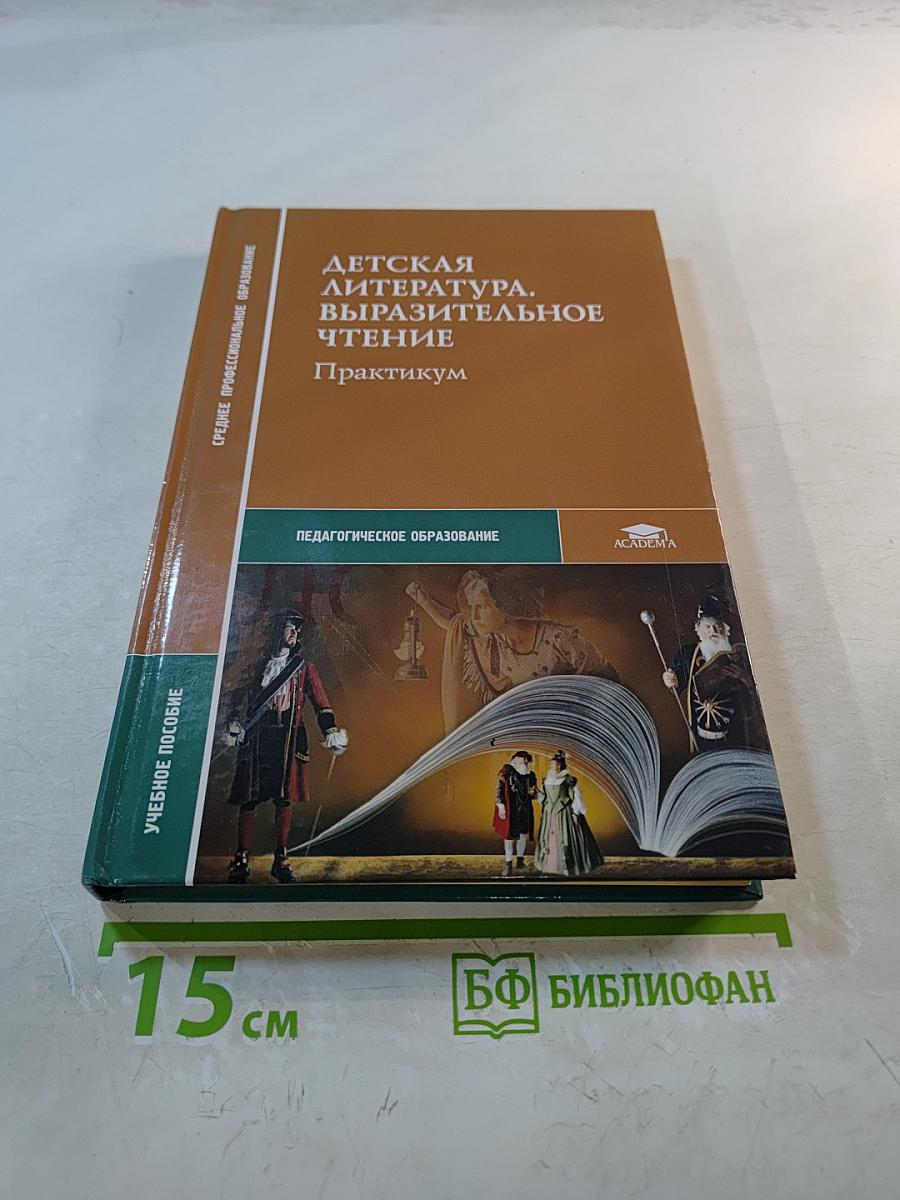 ДЕТСКАЯ
ЛИТЕРАТУРА.
ВЫРАЗИТЕЛЬНОЕ
ЧТЕНИЕ
Практикум
СРЕДНЕЕ ПРОФЕССИОНАЛЬНОЕ ОБРАЗОВАНИЕ
ПЕДАГОГИЧЕСКОЕ ОБРАЗОВАНИЕ
ACADEMA
УЧЕБНОЕ ПОСОБИЕ
15 см
БФ БИБЛИОФАН